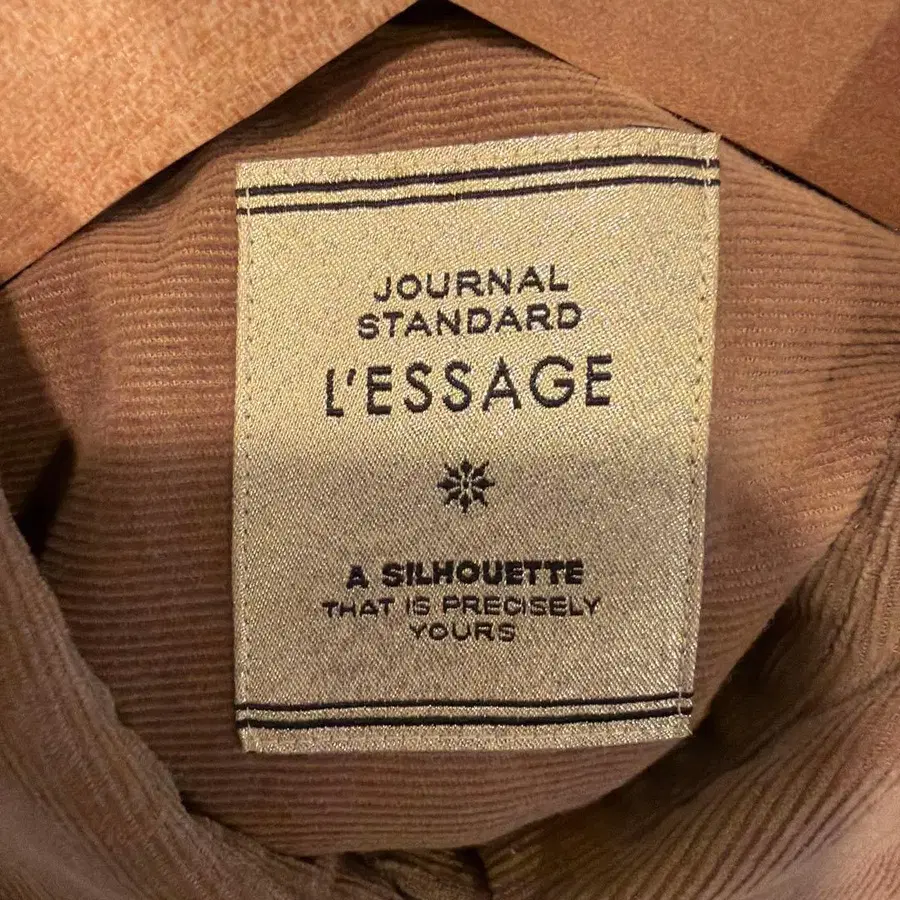 JOURNAL
STANDARD
L'ESSAGE
A SILHOUETTE
THAT IS PRECISELY
YOURS